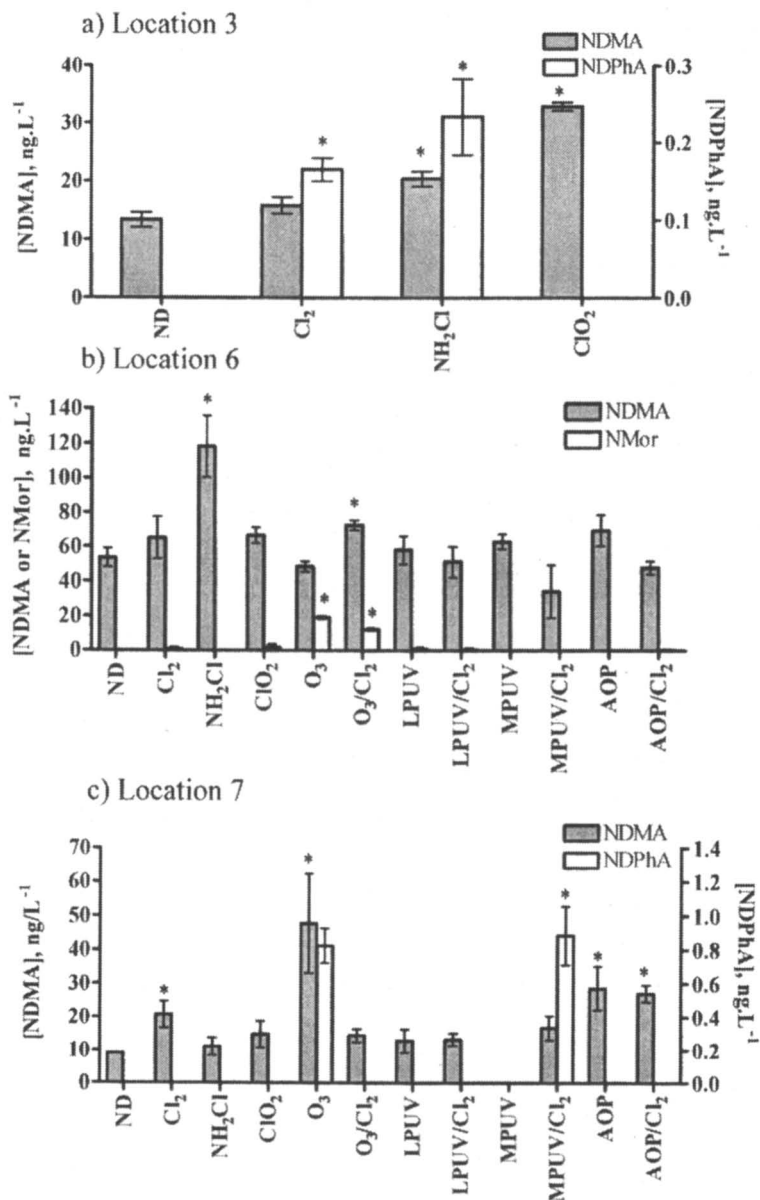 a) Location 3
NDMA
NDPhA
40
30
20
10
0
[NDMA], ng.L⁻¹
0.3
0.2
0.1
0.0
[NDPhA], ng.L⁻¹
* * * *
ND Cl₂ NH₂Cl ClO₂
b) Location 6
NDMA
NMor
140
120
100
80
60
40
20
0
[NDMA or NMor], ng.L⁻¹
* * * *
ND Cl₂ NH₂Cl ClO₂ O₃ O₃/Cl₂ LPUV LPUV/Cl₂ MPUV MPUV/Cl₂ AOP AOP/Cl₂
c) Location 7
NDMA
NDPhA
70
60
50
40
30
20
10
0
[NDMA], ng/L⁻¹
1.4
1.2
1.0
0.8
0.6
0.4
0.2
0.0
[NDPhA], ng.L⁻¹
* * * * *
ND Cl₂ NH₂Cl ClO₂ O₃ O₃/Cl₂ LPUV LPUV/Cl₂ MPUV MPUV/Cl₂ AOP AOP/Cl₂